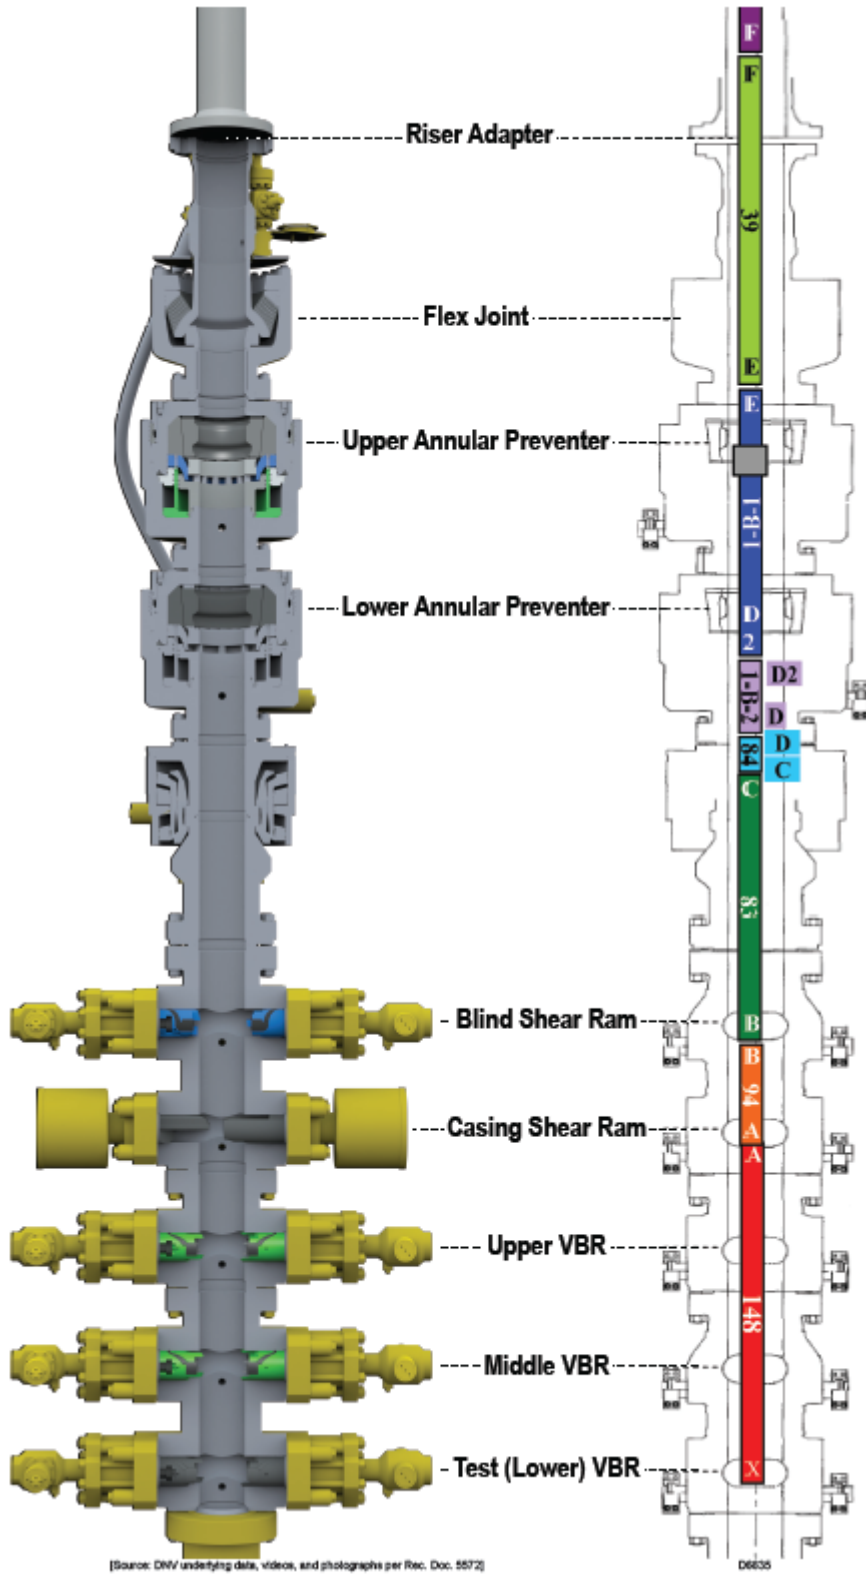 F
F
Riser Adapter
39
Flex Joint
E
E
Upper Annular Preventer
1-B-1
Lower Annular Preventer
D
2
1-B-2
D2
D
84
D
C
C
83
Blind Shear Ram
B
B
94
Casing Shear Ram
A
A
Upper VBR
148
Middle VBR
Test (Lower) VBR
X
[Source: DNV underlying data, videos, and photographs per Rec. Doc. 5572]
D6635